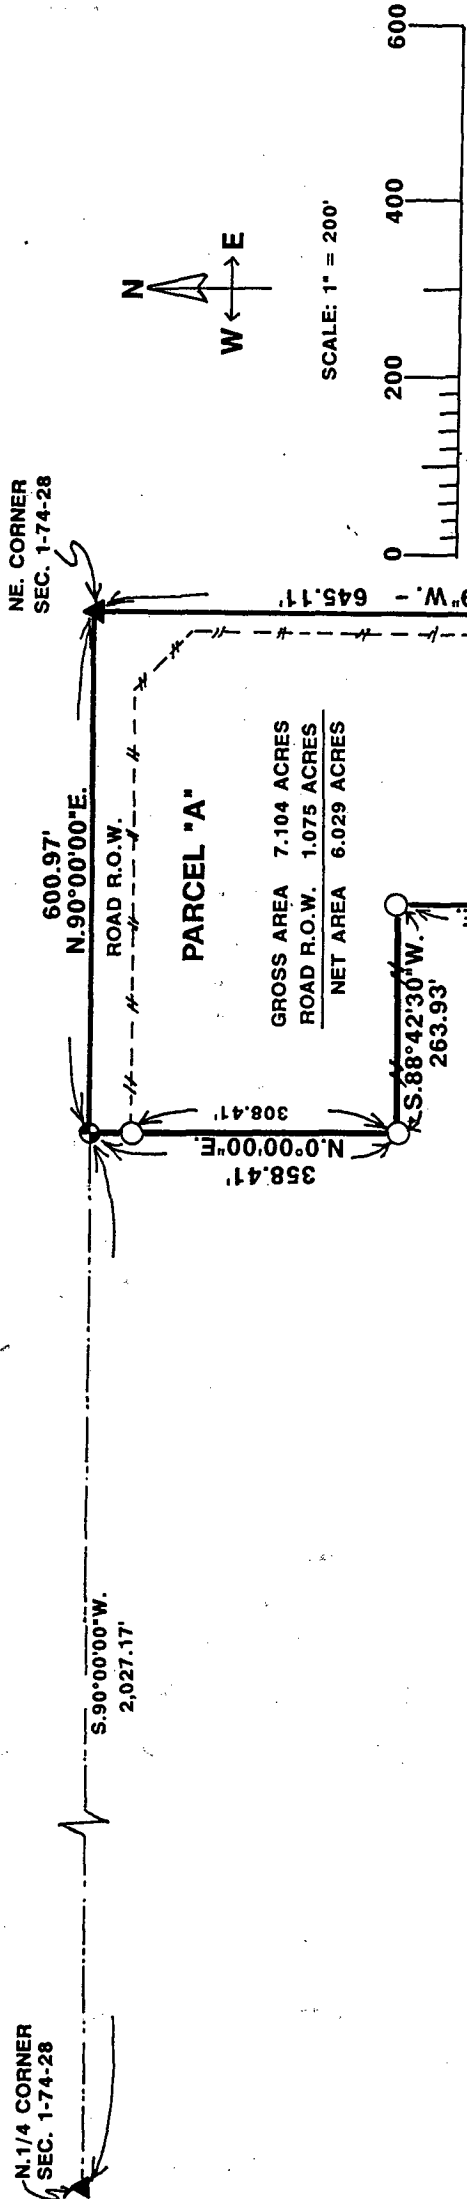 N.1/4 CORNER
SEC. 1-74-28
S.90°00'00"W.
2,027.17'
600.97'
N.90°00'00"E.
ROAD R.O.W.
NE. CORNER
SEC. 1-74-28
PARCEL "A"
GROSS AREA 7.104 ACRES
ROAD R.O.W. 1.075 ACRES
NET AREA 6.029 ACRES
358.41'
N.0°00'00"E.
308.41'
S.88°42'30"W.
263.93'
9"W. - 645.11'
N
W E
SCALE: 1" = 200'
0 200 400 600